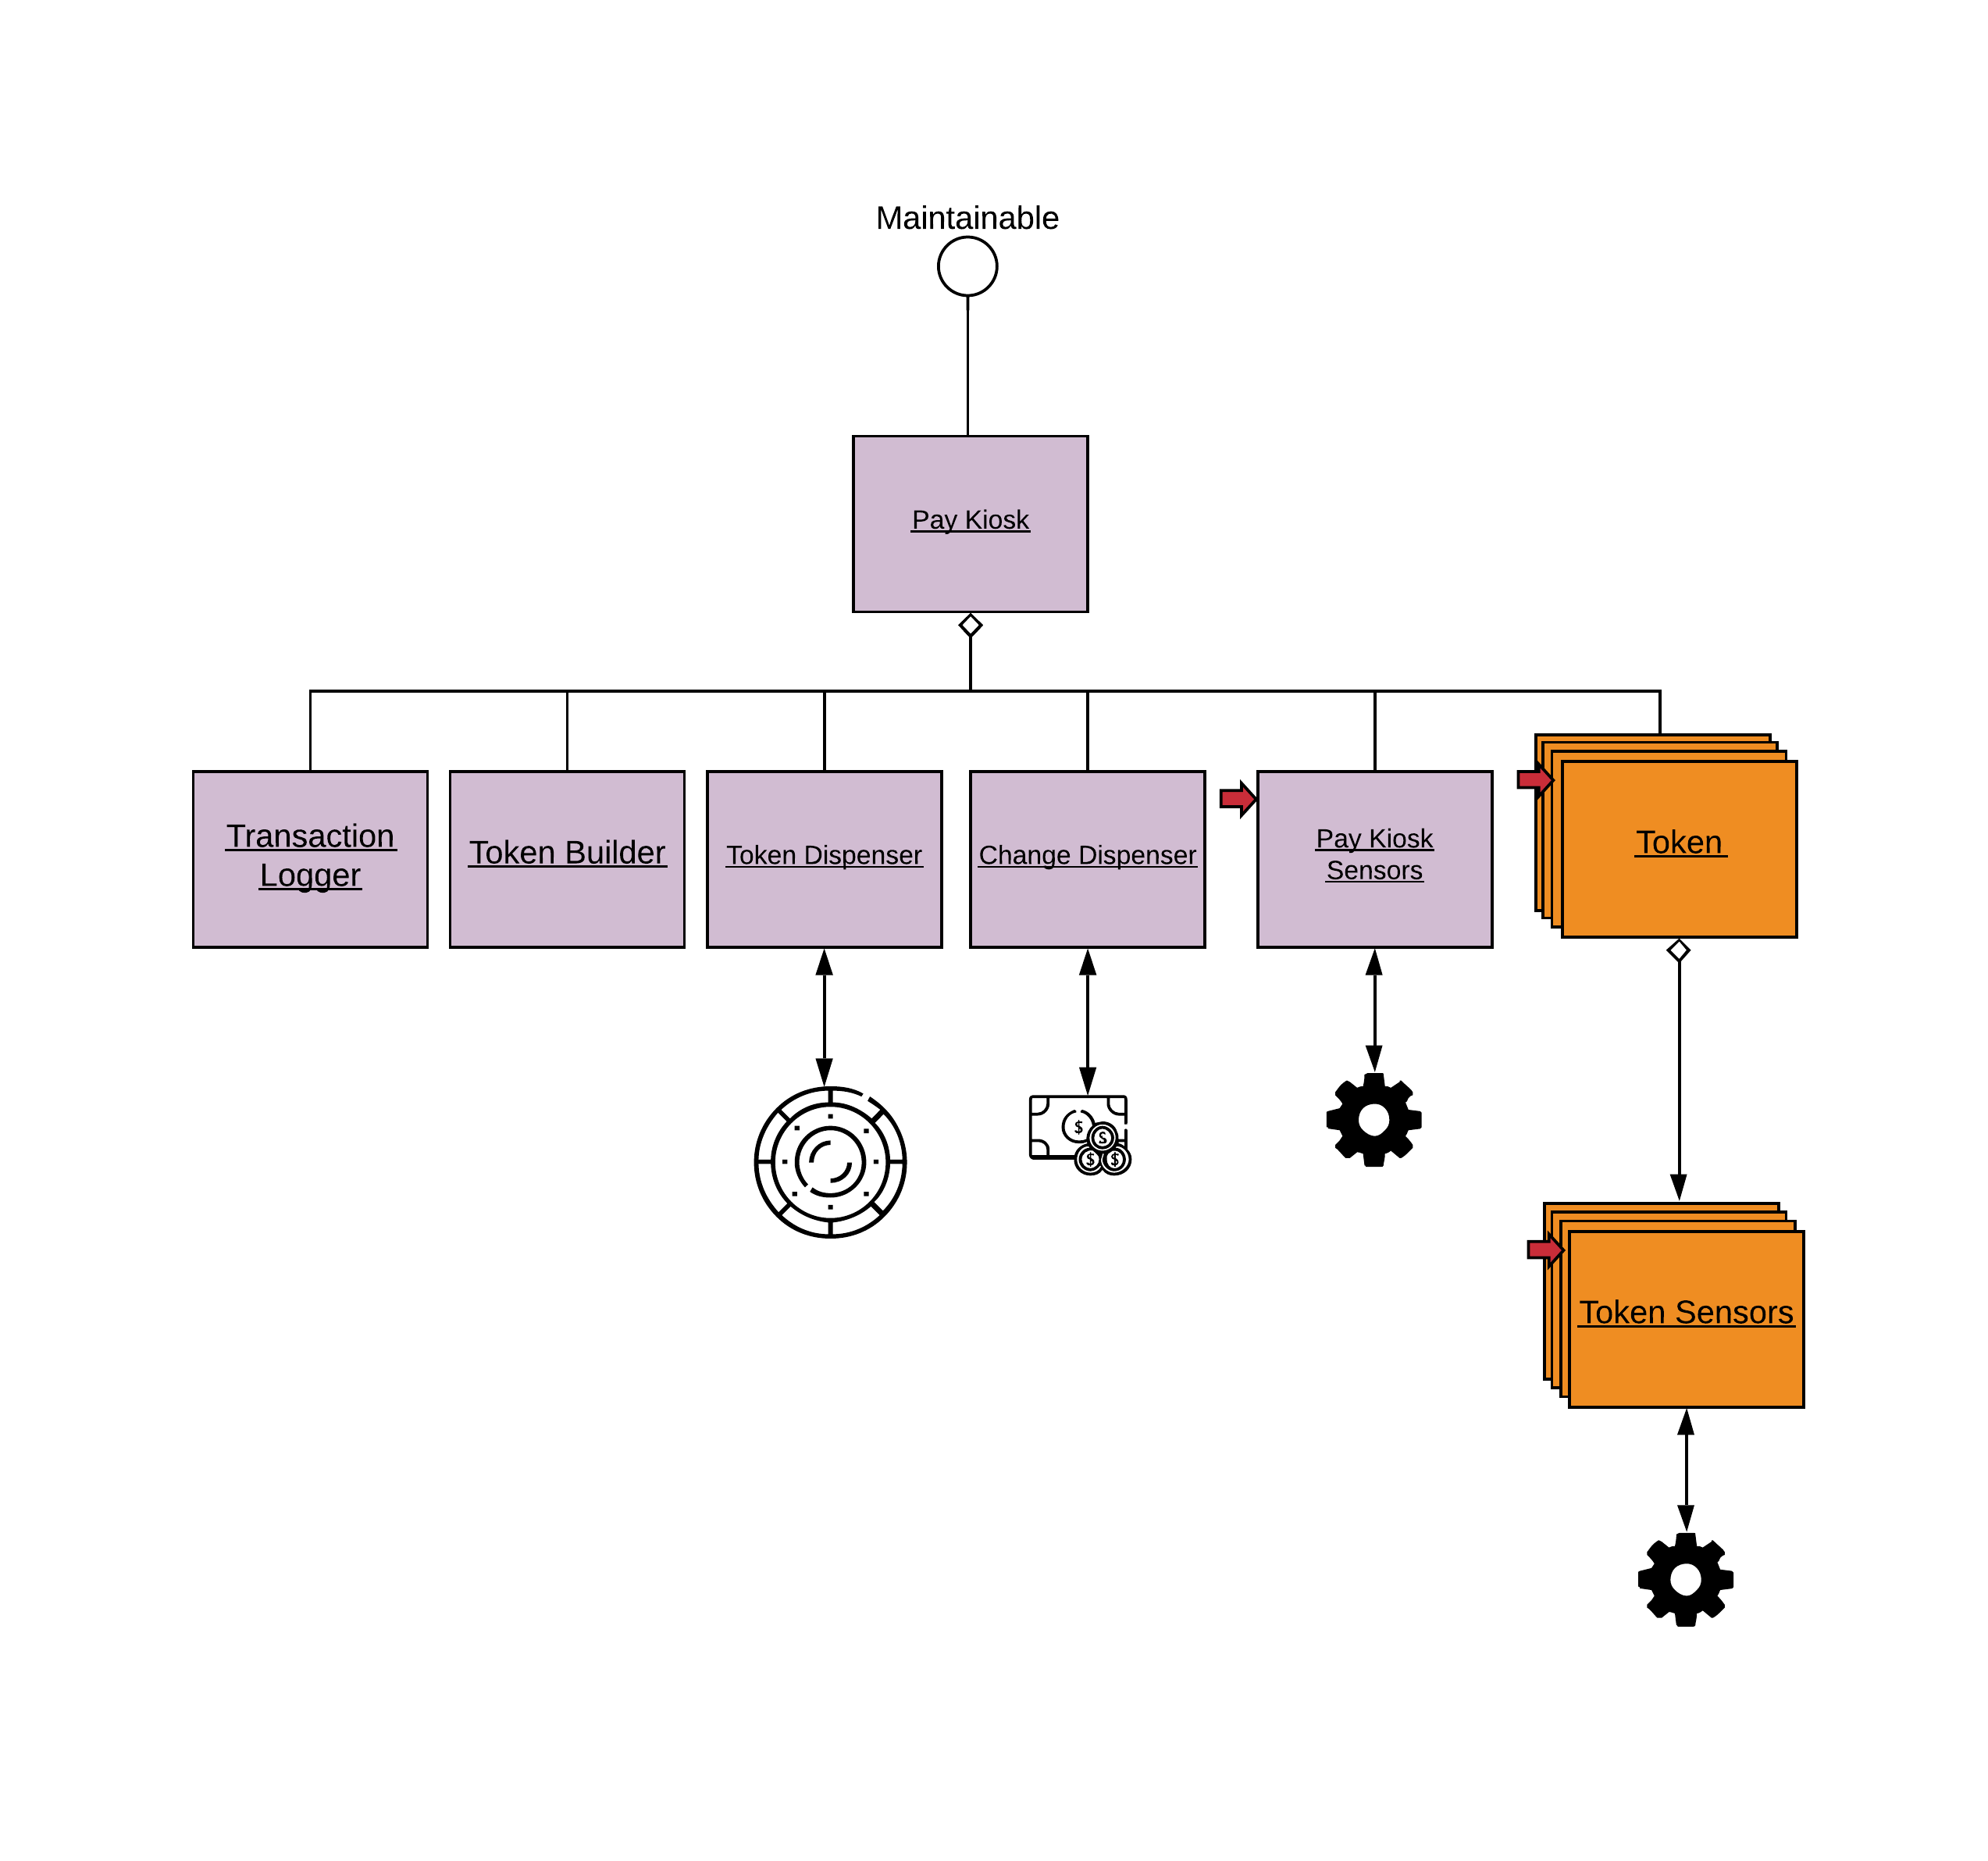 Maintainable
Pay Kiosk
Transaction
Logger
Token Builder
Token Dispenser
Change Dispenser
Pay Kiosk
Sensors
Token
$
$
$
$
Token Sensors